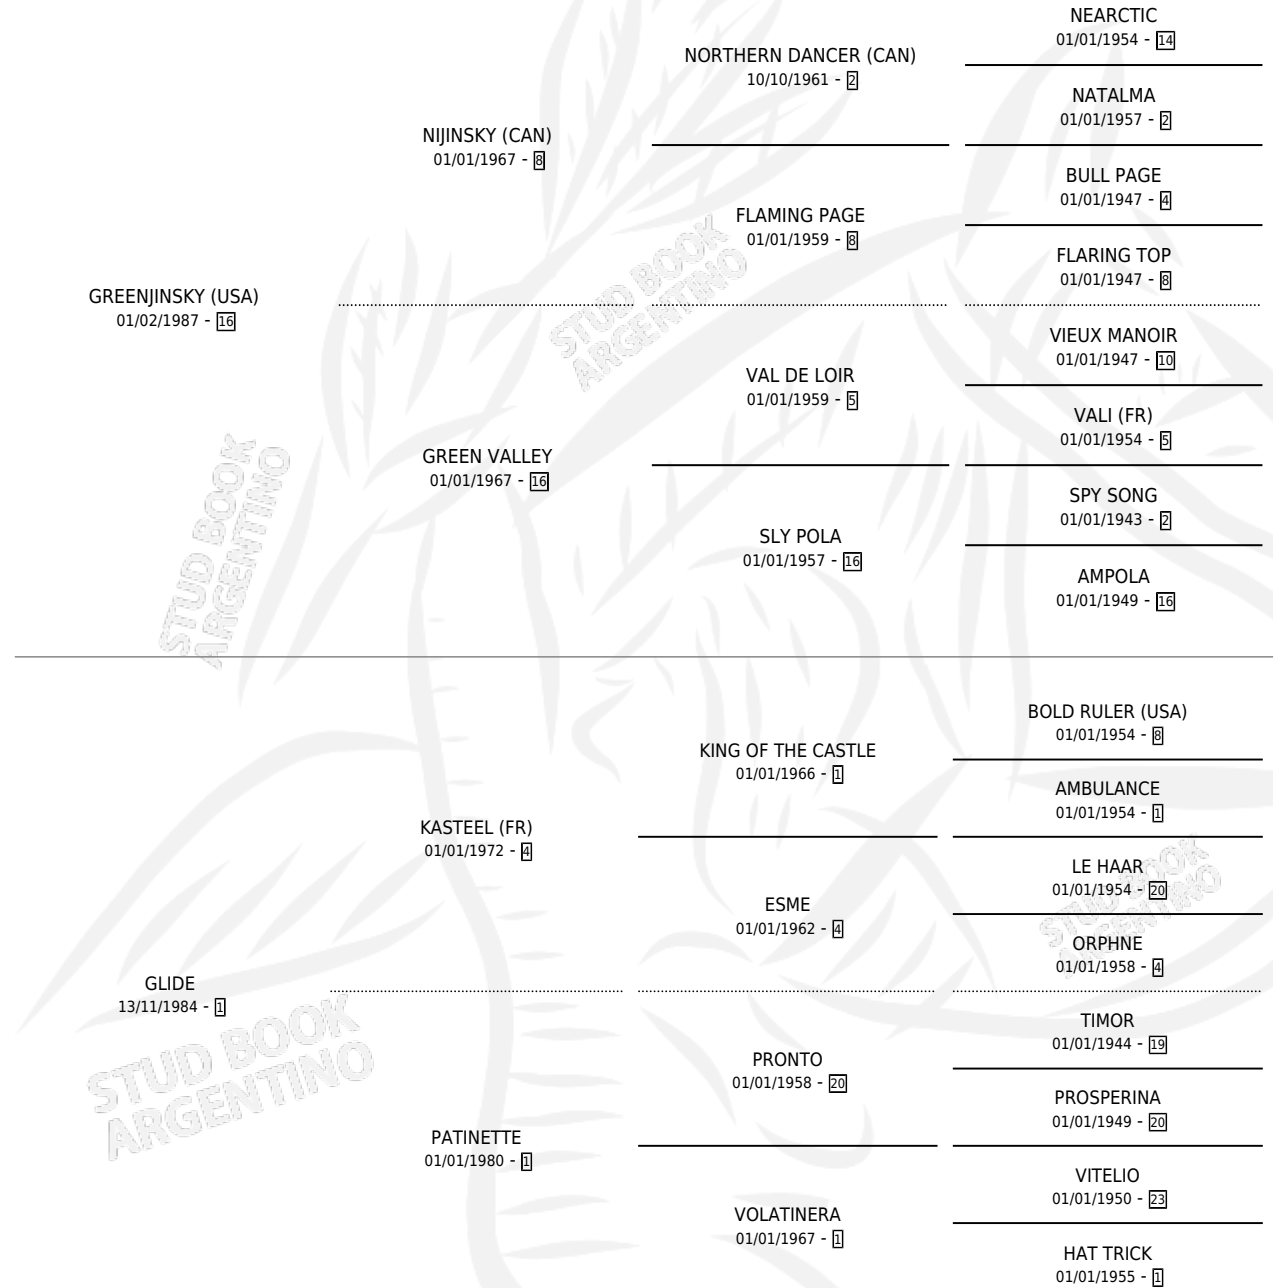 NEARCTIC
01/01/1954 - 14
NORTHERN DANCER (CAN)
10/10/1961 - 2
NATALMA
01/01/1957 - 2
NIJINSKY (CAN)
01/01/1967 - 8
BULL PAGE
01/01/1947 - 4
FLAMING PAGE
01/01/1959 - 8
FLARING TOP
01/01/1947 - 8
GREENJINSKY (USA)
01/02/1987 - 16
VIEUX MANOIR
01/01/1947 - 10
VAL DE LOIR
01/01/1959 - 5
VALI (FR)
01/01/1954 - 5
GREEN VALLEY
01/01/1967 - 16
SPY SONG
01/01/1943 - 2
SLY POLA
01/01/1957 - 16
AMPOLA
01/01/1949 - 16
BOLD RULER (USA)
01/01/1954 - 8
KING OF THE CASTLE
01/01/1966 - 1
AMBULANCE
01/01/1954 - 1
KASTEEL (FR)
01/01/1972 - 4
LE HAAR
01/01/1954 - 20
ESME
01/01/1962 - 4
ORPHNE
01/01/1958 - 4
GLIDE
13/11/1984 - 1
TIMOR
01/01/1944 - 19
PRONTO
01/01/1958 - 20
PROSPERINA
01/01/1949 - 20
PATINETTE
01/01/1980 - 1
VITELIO
01/01/1950 - 23
VOLATINERA
01/01/1967 - 1
HAT TRICK
01/01/1955 - 1
STUD BOOK
ARGENTINO
STUD BOOK
ARGENTINO
STUD BOOK
ARGENTINO
STUD BOOK
ARGENTINO